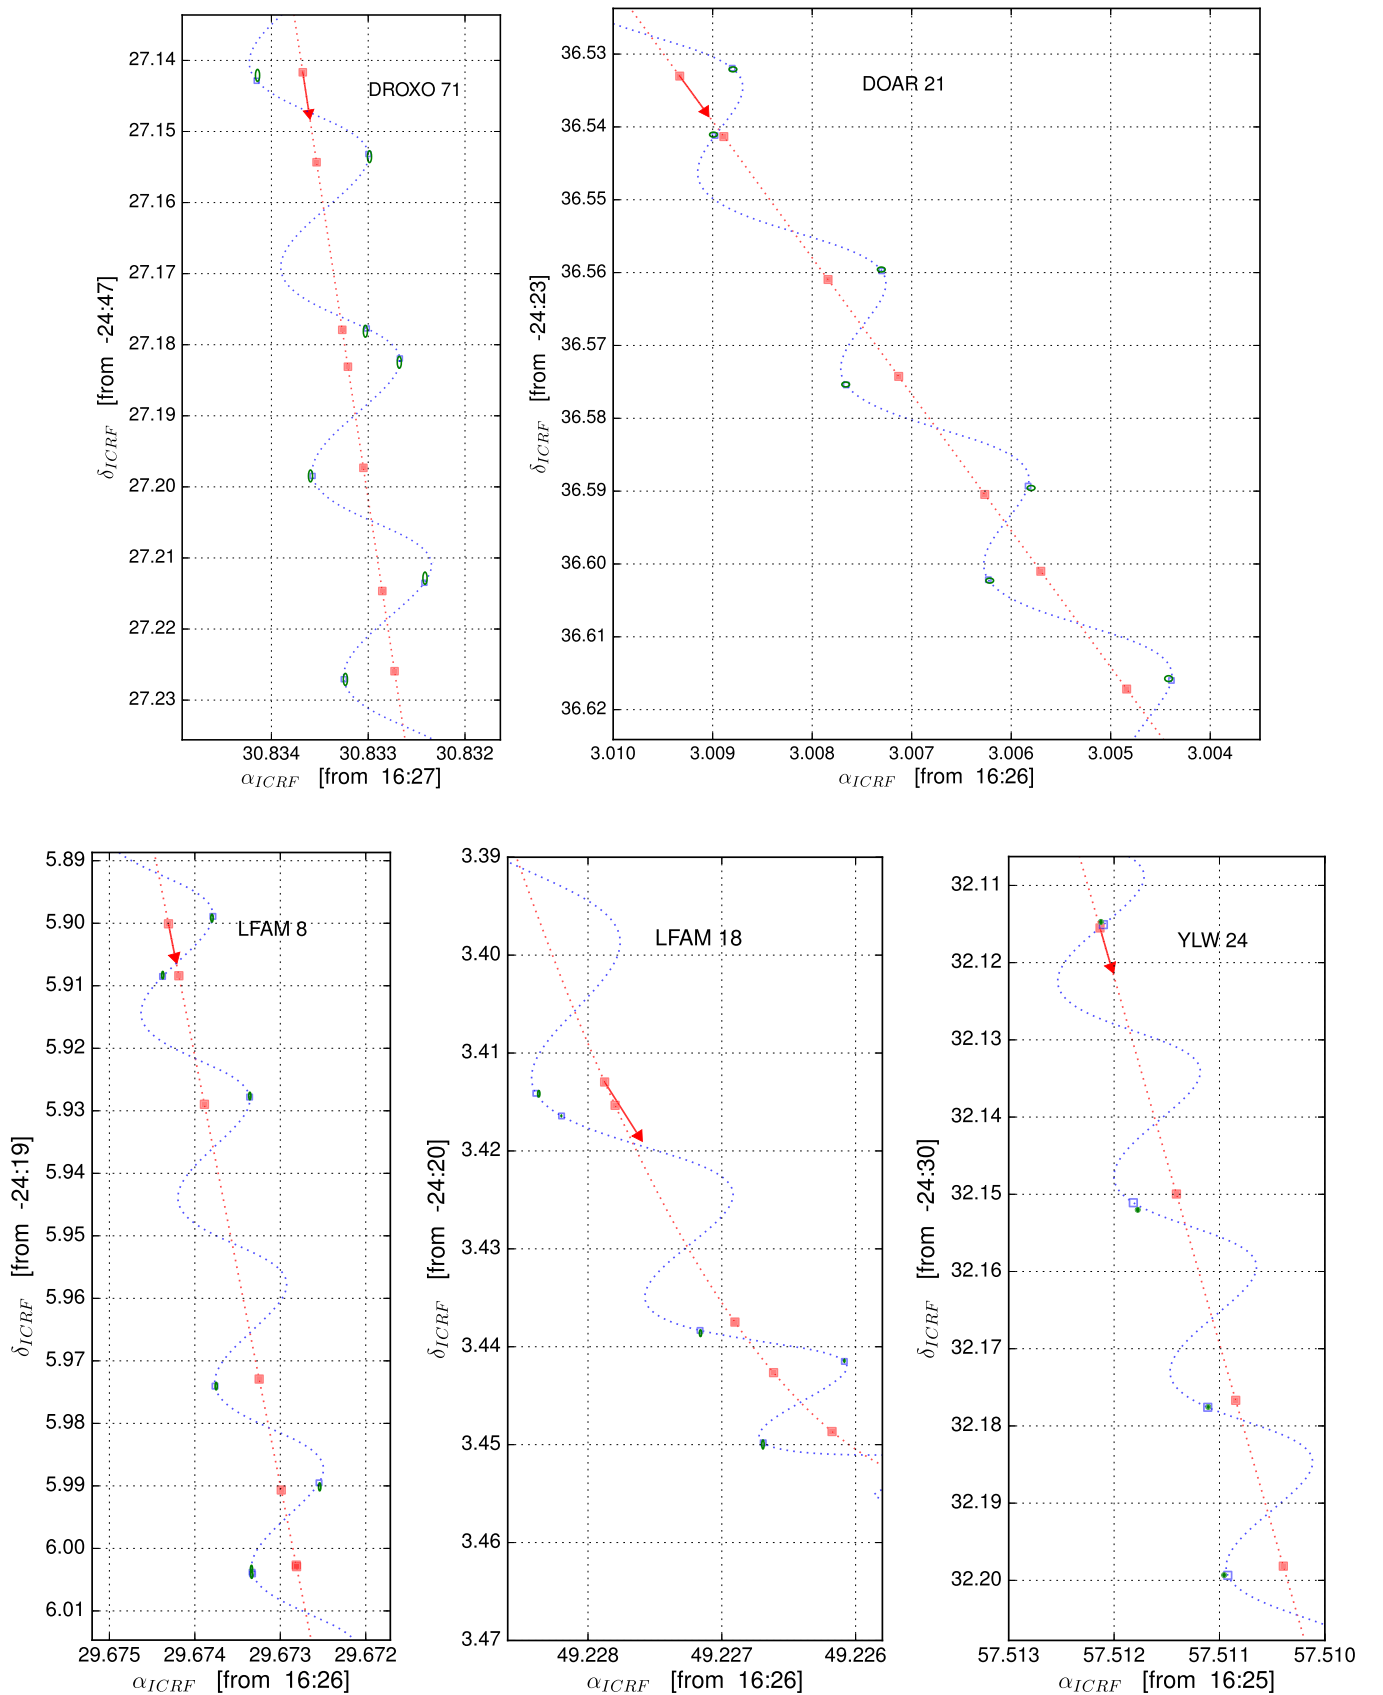 DROXO 71
27.14
27.15
27.16
27.17
27.18
27.19
27.20
27.21
27.22
27.23
δICRF [from -24:47]
30.834 30.833 30.832
αICRF [from 16:27]
DOAR 21
36.53
36.54
36.55
36.56
36.57
36.58
36.59
36.60
36.61
36.62
δICRF [from -24:23]
3.010 3.009 3.008 3.007 3.006 3.005 3.004
αICRF [from 16:26]
LFAM 8
5.89
5.90
5.91
5.92
5.93
5.94
5.95
5.96
5.97
5.98
5.99
6.00
6.01
δICRF [from -24:19]
29.675 29.674 29.673 29.672
αICRF [from 16:26]
LFAM 18
3.39
3.40
3.41
3.42
3.43
3.44
3.45
3.46
3.47
δICRF [from -24:20]
49.228 49.227 49.226
αICRF [from 16:26]
YLW 24
32.11
32.12
32.13
32.14
32.15
32.16
32.17
32.18
32.19
32.20
δICRF [from -24:30]
57.513 57.512 57.511 57.510
αICRF [from 16:25]